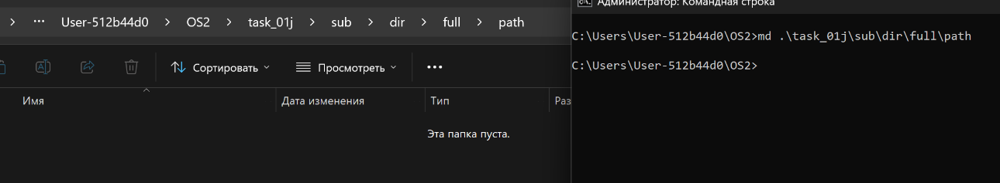 > ··· User-512b44d0 > OS2 > task_01j > sub > dir > full > path
Сортировать Просмотреть ···
Имя Дата изменения Тип Раз
Эта папка пуста.
Администратор: Командная строка
C:\Users\User-512b44d0\OS2>md .\task_01j\sub\dir\full\path
C:\Users\User-512b44d0\OS2>